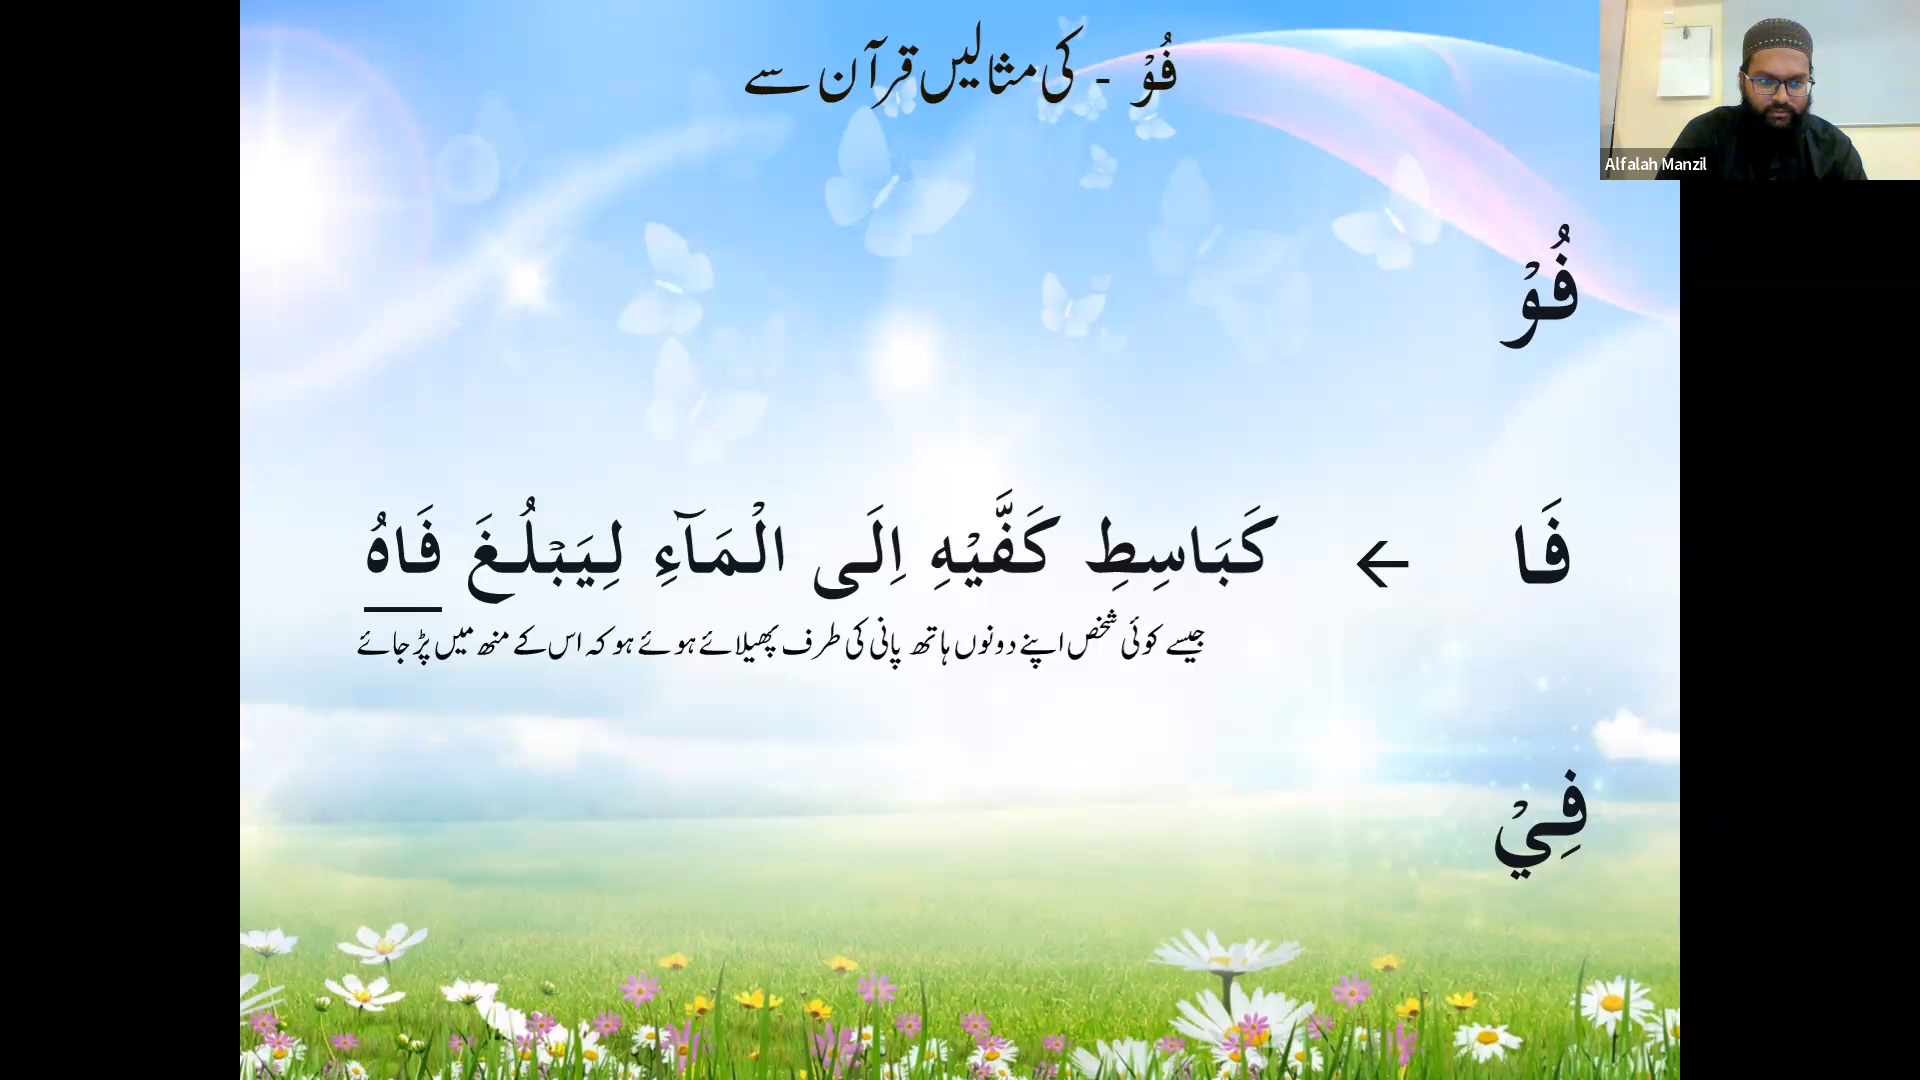 فُوْ - کی مثالیں قرآن سے
Alfalah Manzil
فُوْ
فَا ← كَبَاسِطِ كَفَّيْهِ اِلَى الْمَآءِ لِيَبْلُغَ فَاهُ
جیسے کوئی شخص اپنے دونوں ہاتھ پانی کی طرف پھیلائے ہوئے ہو کہ اس کے منھ میں پڑ جائے
فِيْ